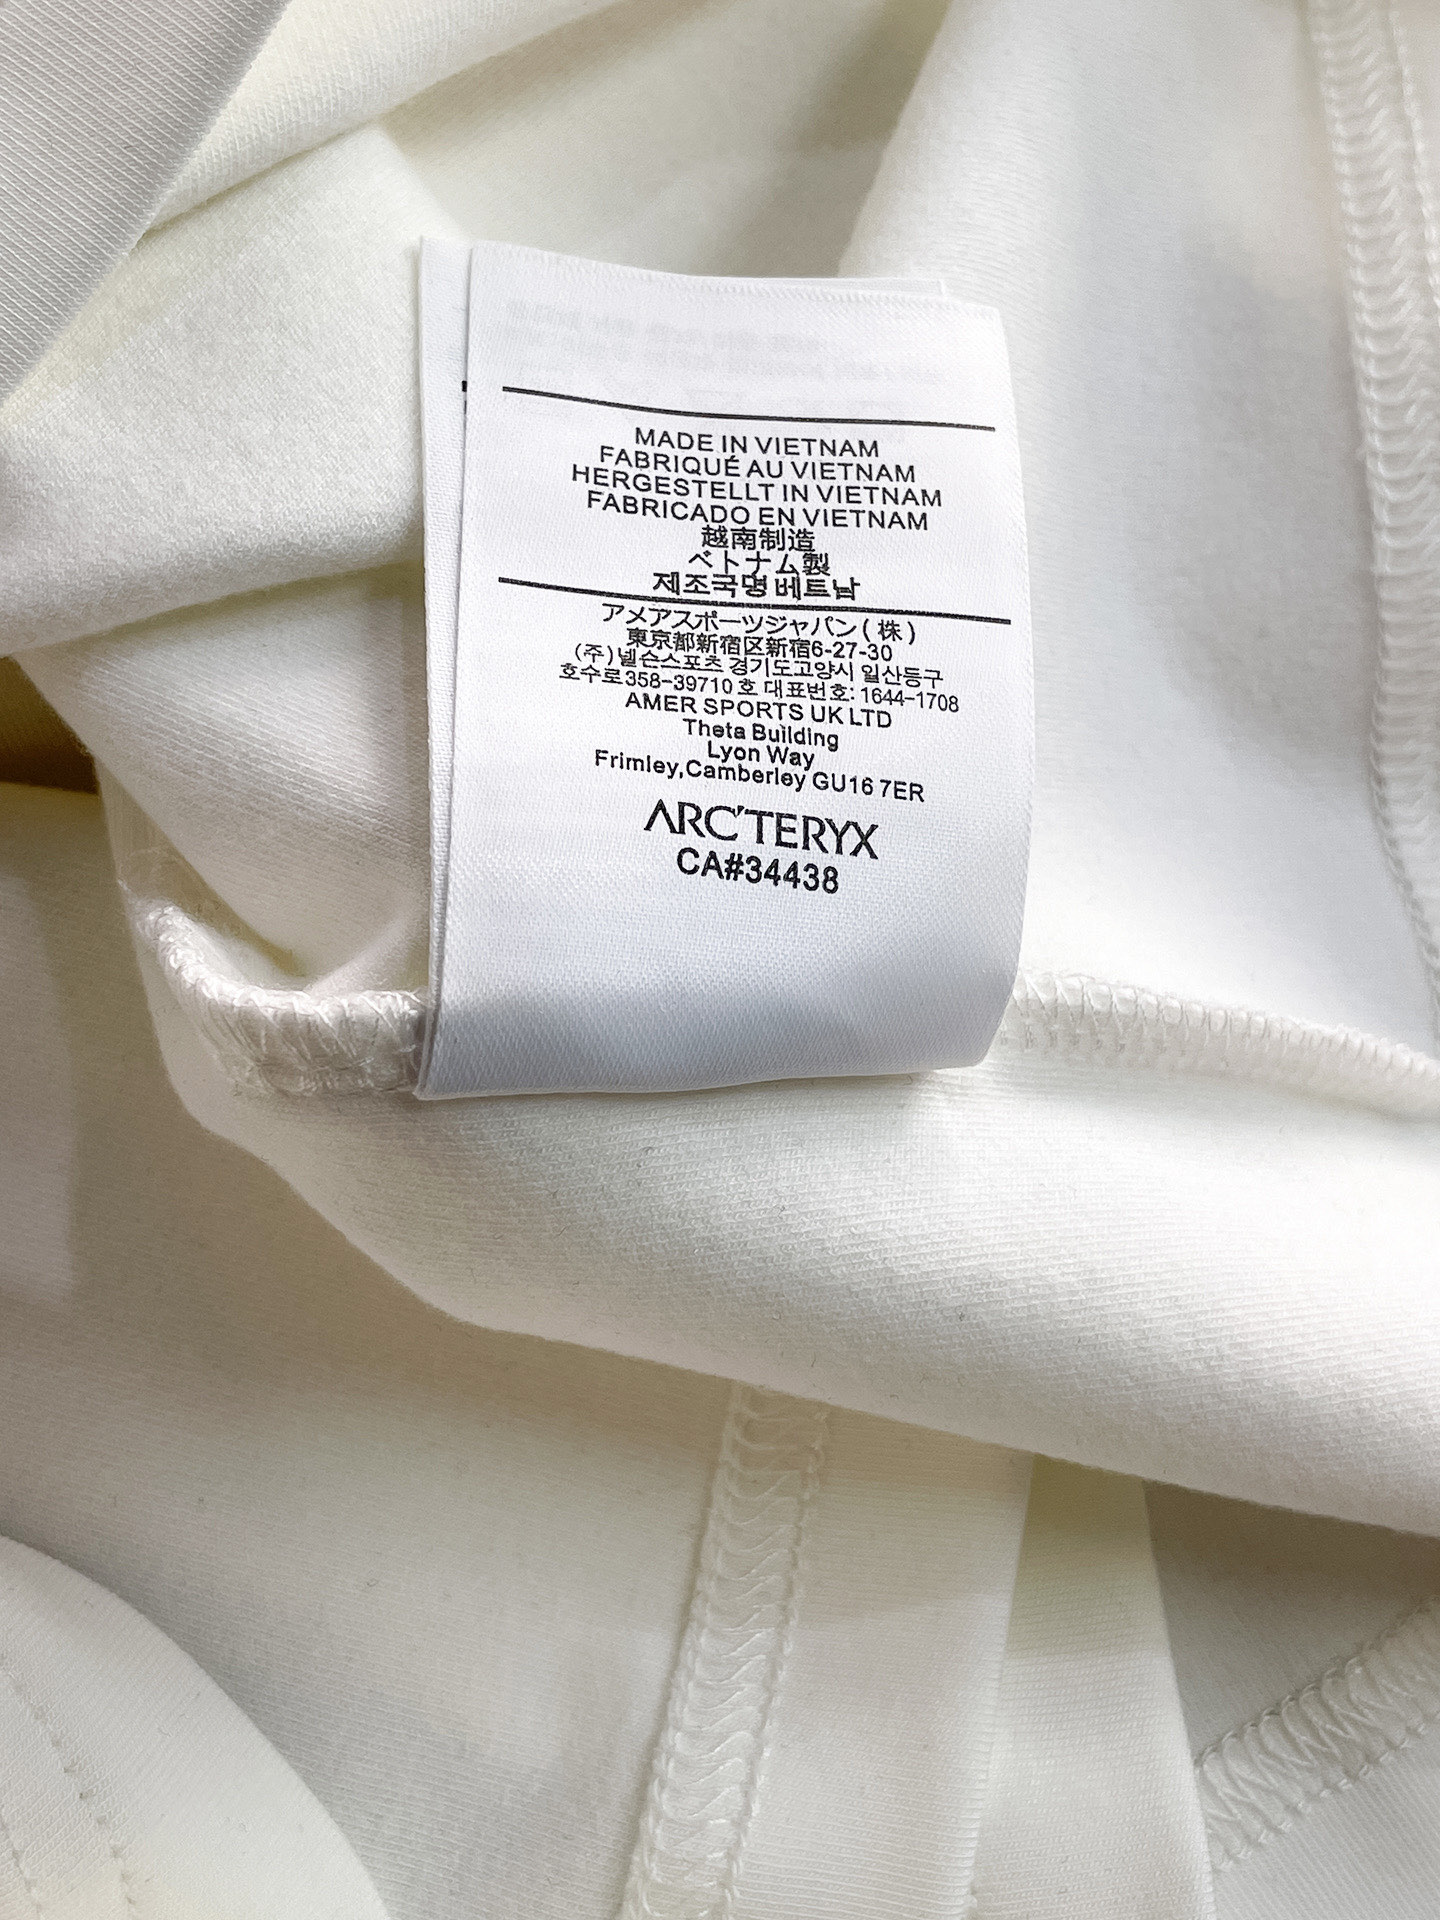 MADE IN VIETNAM
FABRIQUÉ AU VIETNAM
HERGESTELLT IN VIETNAM
FABRICADO EN VIETNAM
越南制造
ベトナム製
제조국명 베트남
アメアスポーツジャパン(株)
東京都新宿区新宿6-27-30
(주)넬슨스포츠 경기도고양시 일산동구
호수로358-39710호 대표번호: 1644-1708
AMER SPORTS UK LTD
Theta Building
Lyon Way
Frimley,Camberley GU16 7ER
ARC'TERYX
CA#34438